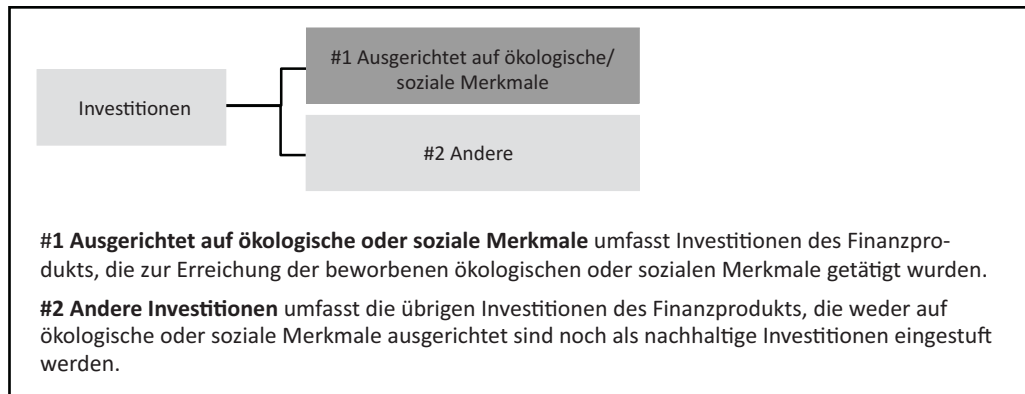 #1 Ausgerichtet auf ökologische/
soziale Merkmale
Investitionen
#2 Andere
#1 Ausgerichtet auf ökologische oder soziale Merkmale umfasst Investitionen des Finanzpro-
dukts, die zur Erreichung der beworbenen ökologischen oder sozialen Merkmale getätigt wurden.
#2 Andere Investitionen umfasst die übrigen Investitionen des Finanzprodukts, die weder auf
ökologische oder soziale Merkmale ausgerichtet sind noch als nachhaltige Investitionen eingestuft
werden.